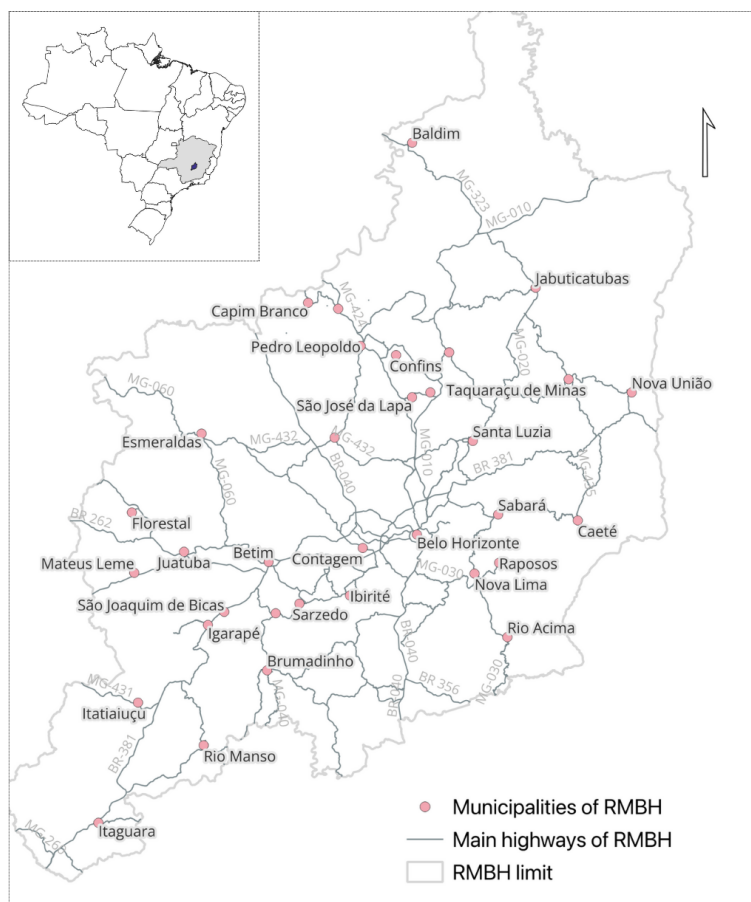 Baldim
MG-323
MG-010
Jabuticatubas
MG-424
Capim Branco
Pedro Leopoldo
Confins
MG-020
Taquaraçu de Minas
Nova União
MG-060
São José da Lapa
Esmeraldas
MG-432
MG-432
MG-010
Santa Luzia
BR-040
BR 381
MG-435
MG-060
Florestal
BR 262
Sabará
Caeté
Mateus Leme
Juatuba
Betim
Contagem
Belo Horizonte
Raposos
MG-030
Nova Lima
São Joaquim de Bicas
Ibirité
Sarzedo
Igarapé
Rio Acima
BR-040
Brumadinho
MG-431
MG-040
BR-040
BR 356
MG-030
Itatiaiuçu
BR-381
Rio Manso
Itaguara
Municipalities of RMBH
Main highways of RMBH
RMBH limit